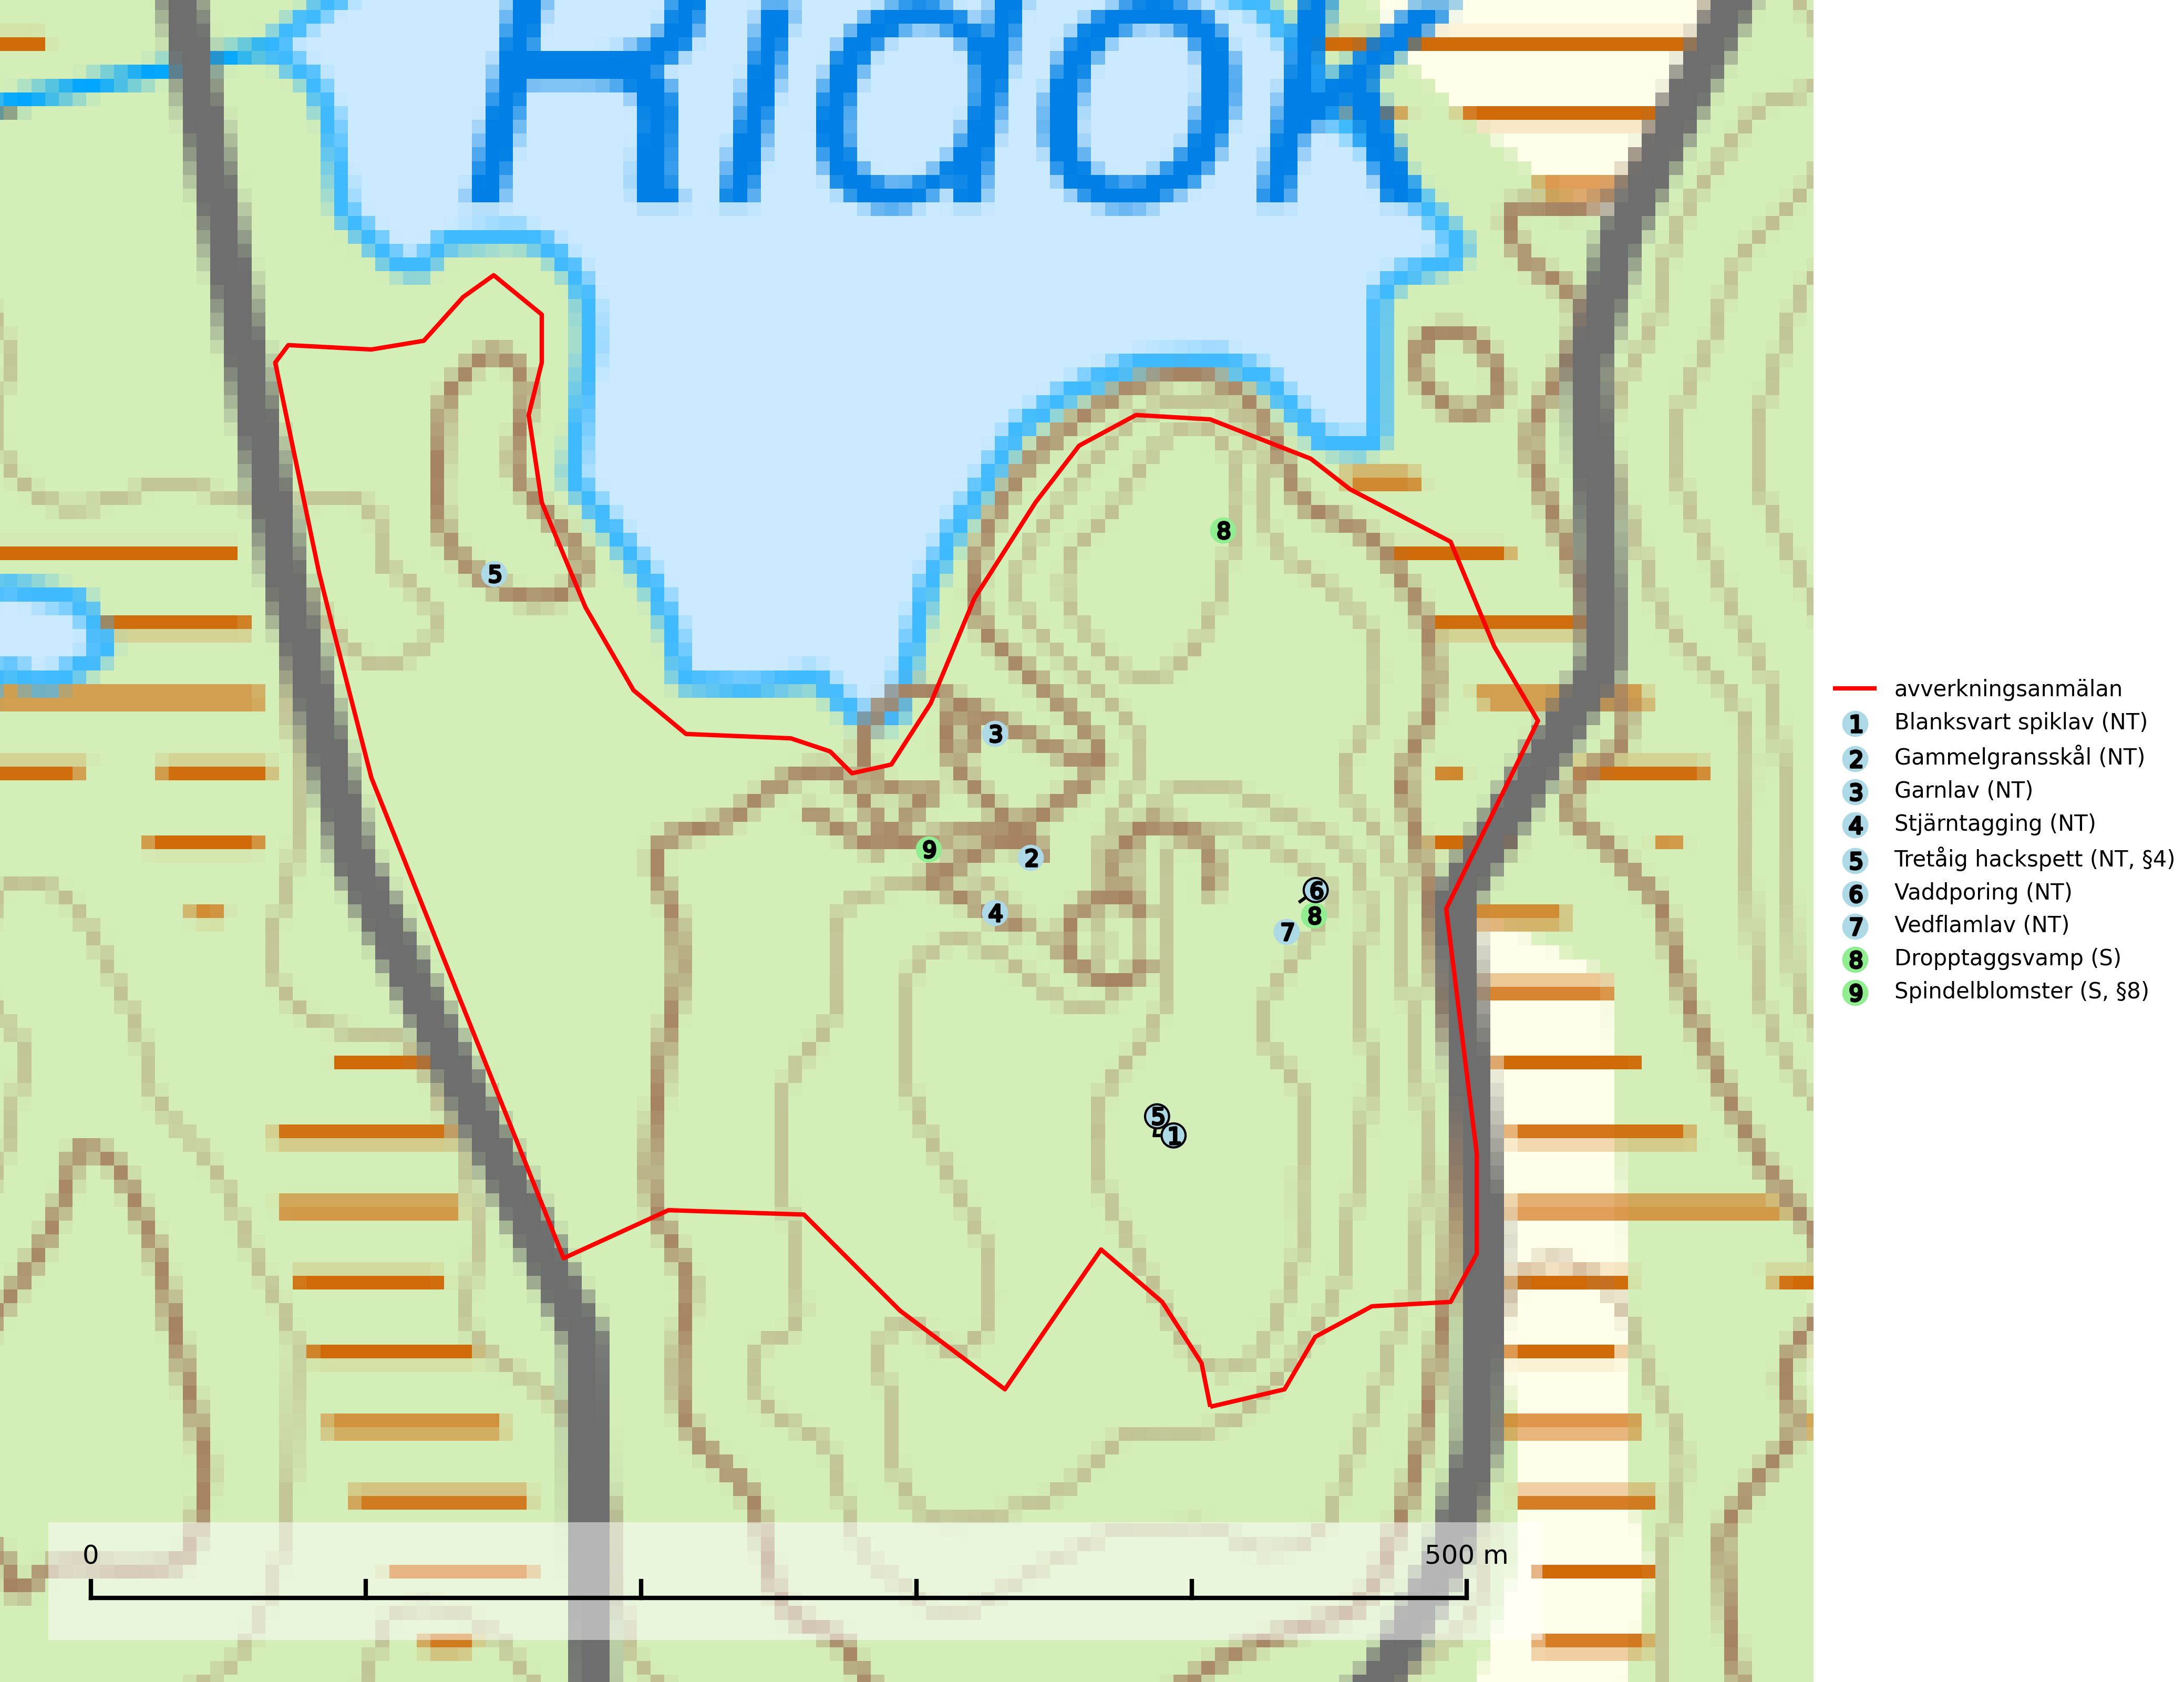 8
5
3
9
2
6
4
8
7
5
1
0
500 m
avverkningsanmälan
1 Blanksvart spiklav (NT)
2 Gammelgransskål (NT)
3 Garnlav (NT)
4 Stjärntagging (NT)
5 Tretåig hackspett (NT, §4)
6 Vaddporing (NT)
7 Vedflamlav (NT)
8 Dropptaggsvamp (S)
9 Spindelblomster (S, §8)